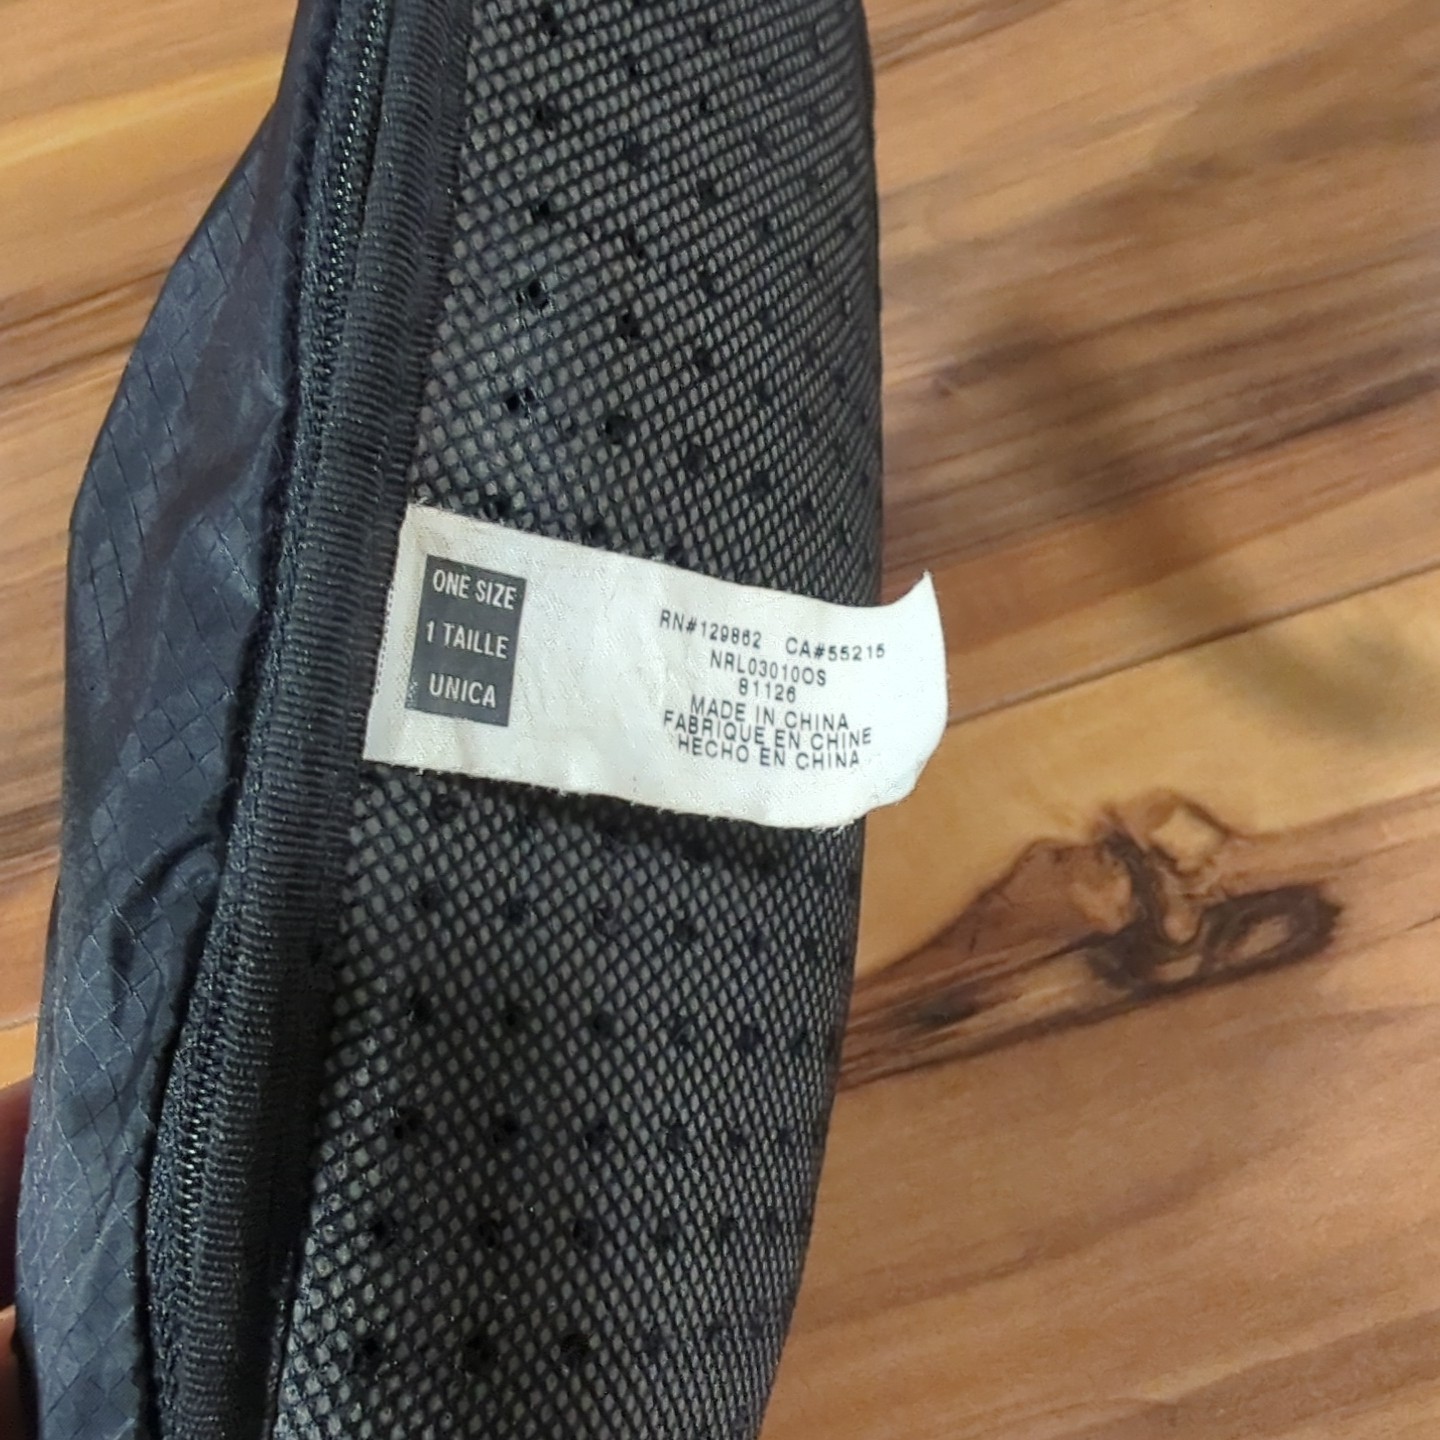 ONE SIZE
1 TAILLE
UNICA
RN#129862 CA#55215
NRL03010OS
81126
MADE IN CHINA
FABRIQUE EN CHINE
HECHO EN CHINA